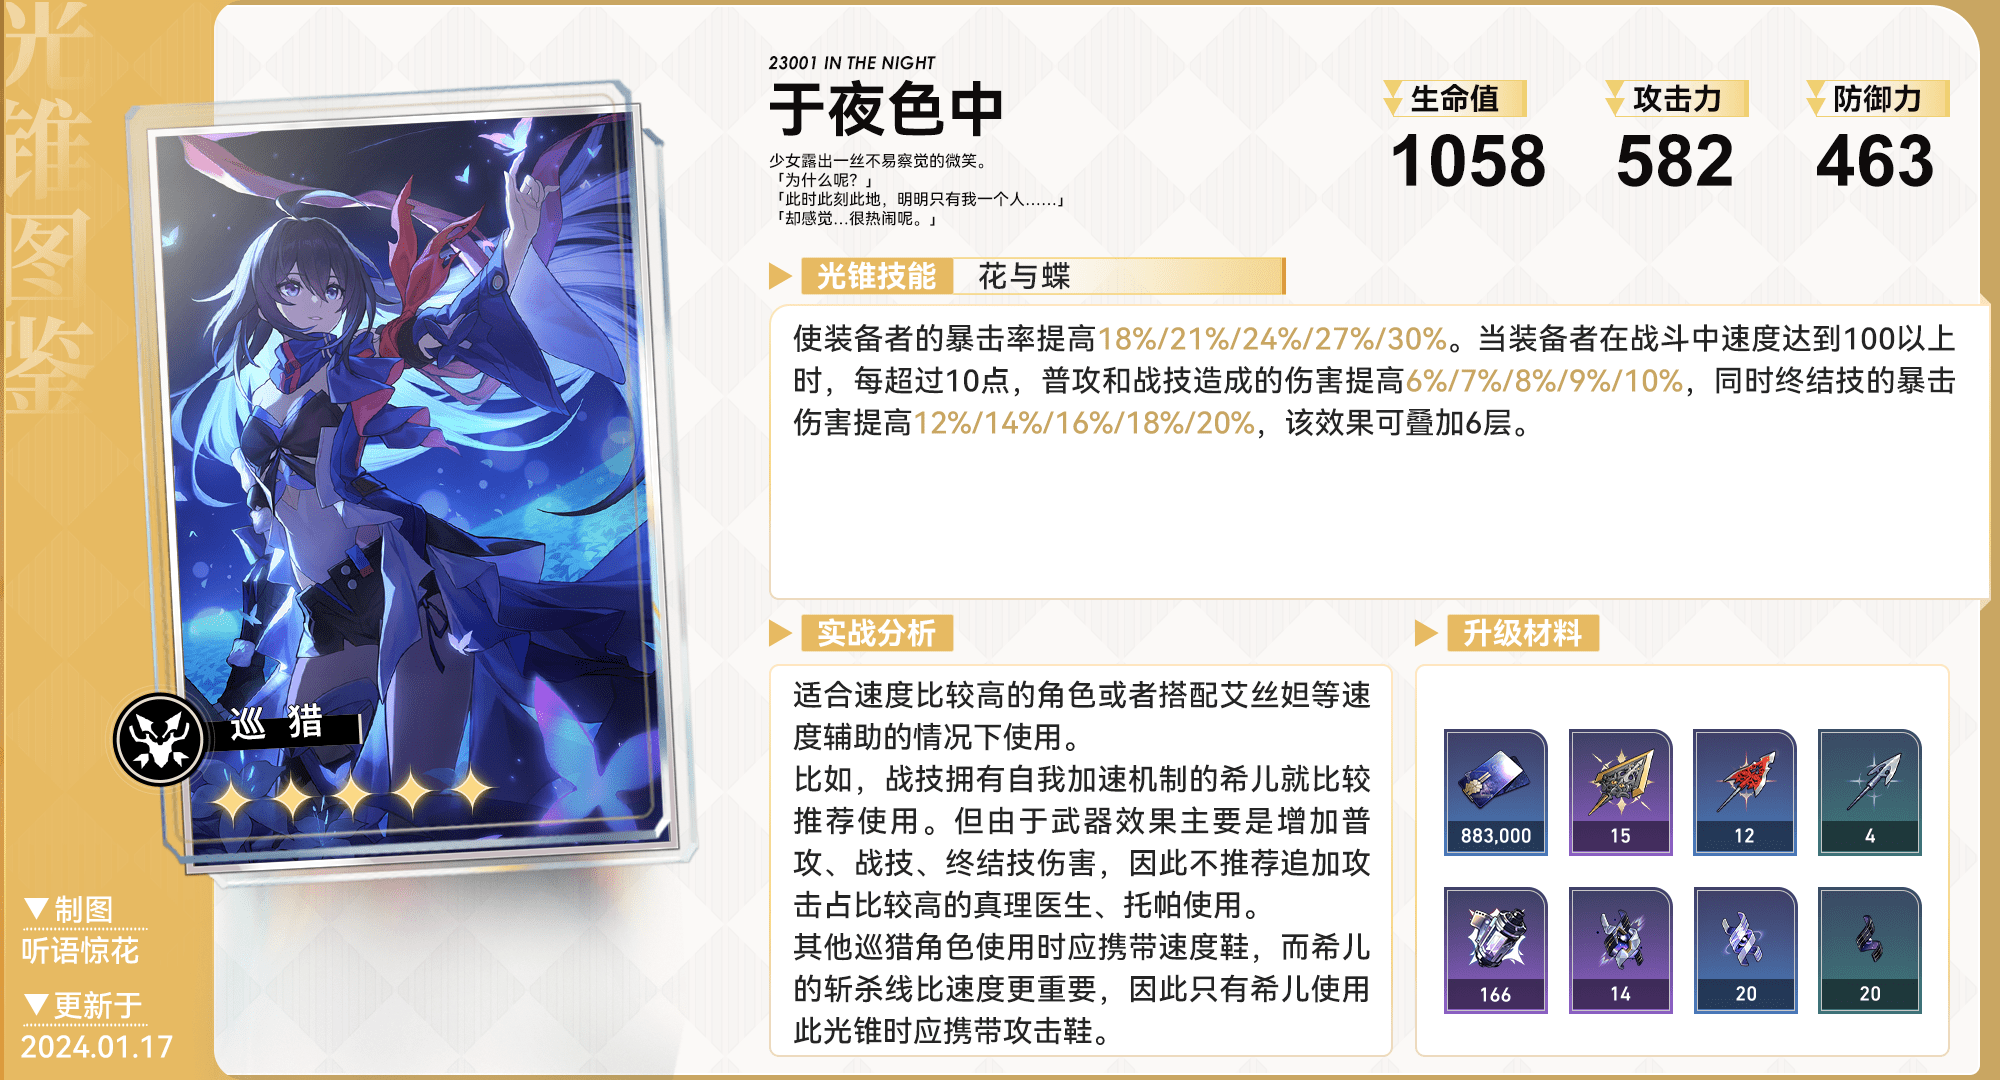 光锥图鉴
23001 IN THE NIGHT
于夜色中
少女露出一丝不易察觉的微笑。
「为什么呢？」
「此时此刻此地，明明只有我一个人……」
「却感觉…很热闹呢。」
生命值
1058
攻击力
582
防御力
463
光锥技能
花与蝶
使装备者的暴击率提高18%/21%/24%/27%/30%。当装备者在战斗中速度达到100以上
时，每超过10点，普攻和战技造成的伤害提高6%/7%/8%/9%/10%，同时终结技的暴击
伤害提高12%/14%/16%/18%/20%，该效果可叠加6层。
巡猎
实战分析
适合速度比较高的角色或者搭配艾丝妲等速
度辅助的情况下使用。
比如，战技拥有自我加速机制的希儿就比较
推荐使用。但由于武器效果主要是增加普
攻、战技、终结技伤害，因此不推荐追加攻
击占比较高的真理医生、托帕使用。
其他巡猎角色使用时应携带速度鞋，而希儿
的斩杀线比速度更重要，因此只有希儿使用
此光锥时应携带攻击鞋。
升级材料
883,000
15
12
4
166
14
20
20
▼制图
听语惊花
▼更新于
2024.01.17